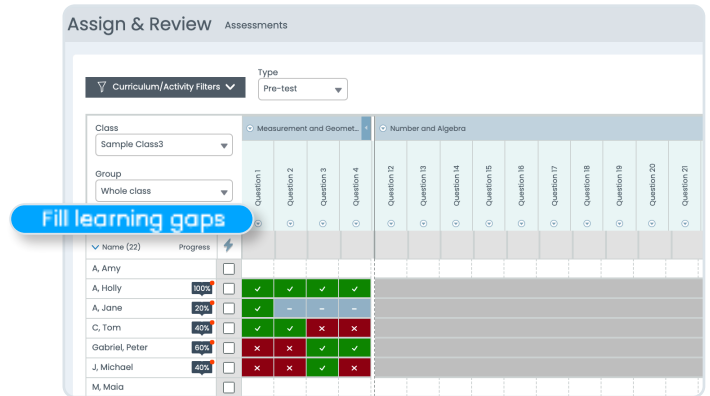 Assign & Review Assessments
Type
Curriculum/Activity Filters
Pre-test
Class
Measurement and Geomet...
Number and Algebra
Sample Class3
Group
Whole class
Question 1
Question 2
Question 3
Question 4
Question 12
Question 13
Question 14
Question 15
Question 16
Question 17
Question 18
Question 19
Question 20
Question 21
Fill learning gaps
Name (22) Progress
A, Amy
A, Holly 100%
A, Jane 20%
C, Tom 40%
Gabriel, Peter 60%
J, Michael 40%
M, Maia